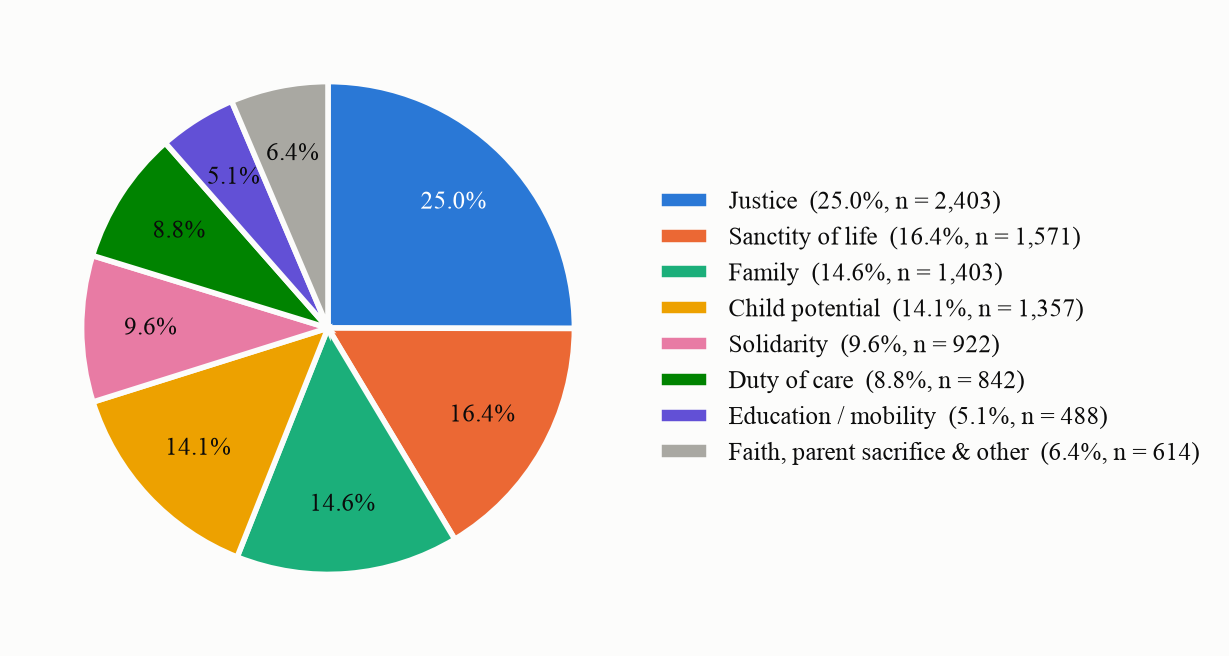 6.4%
5.1%
25.0%
8.8%
9.6%
16.4%
14.1%
14.6%
Justice (25.0%, n = 2,403)
Sanctity of life (16.4%, n = 1,571)
Family (14.6%, n = 1,403)
Child potential (14.1%, n = 1,357)
Solidarity (9.6%, n = 922)
Duty of care (8.8%, n = 842)
Education / mobility (5.1%, n = 488)
Faith, parent sacrifice & other (6.4%, n = 614)